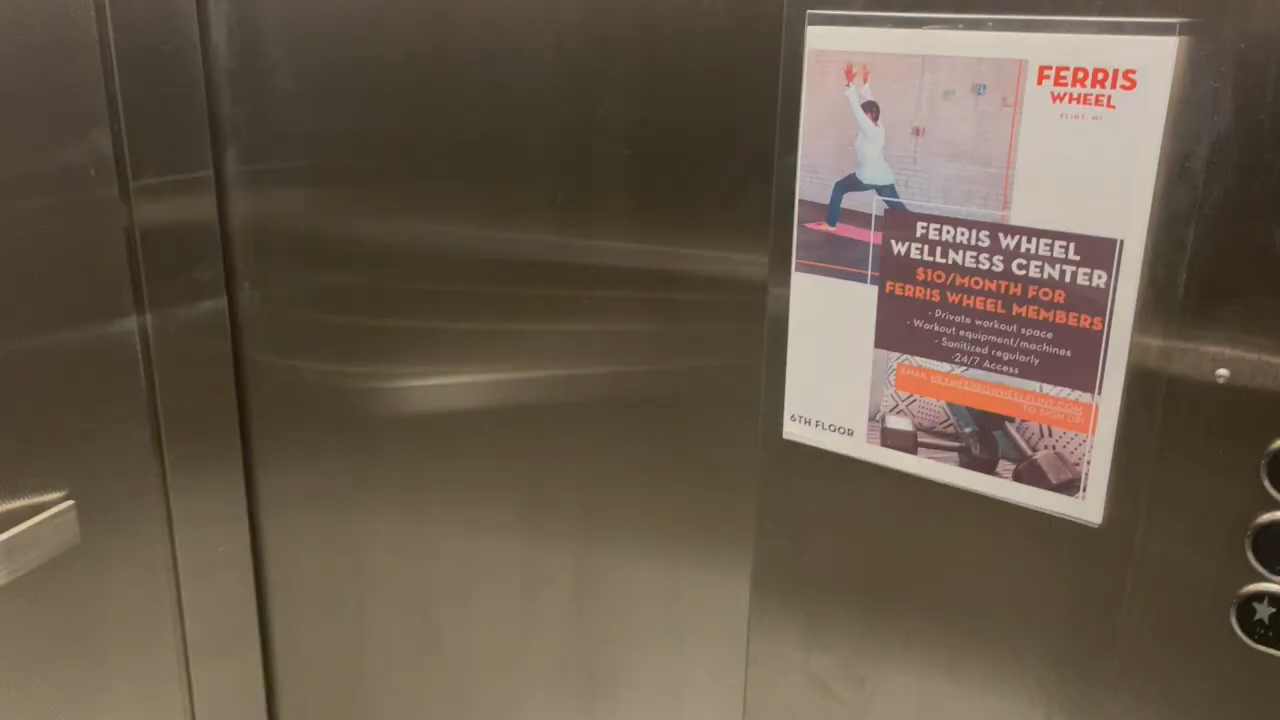 FERRIS
WHEEL
FLINT, MI
FERRIS WHEEL
WELLNESS CENTER
$10/MONTH FOR
FERRIS WHEEL MEMBERS
- Private workout space
- Workout equipment/machines
- Sanitized regularly
-24/7 Access
TO SIGN UP!
6TH FLOOR